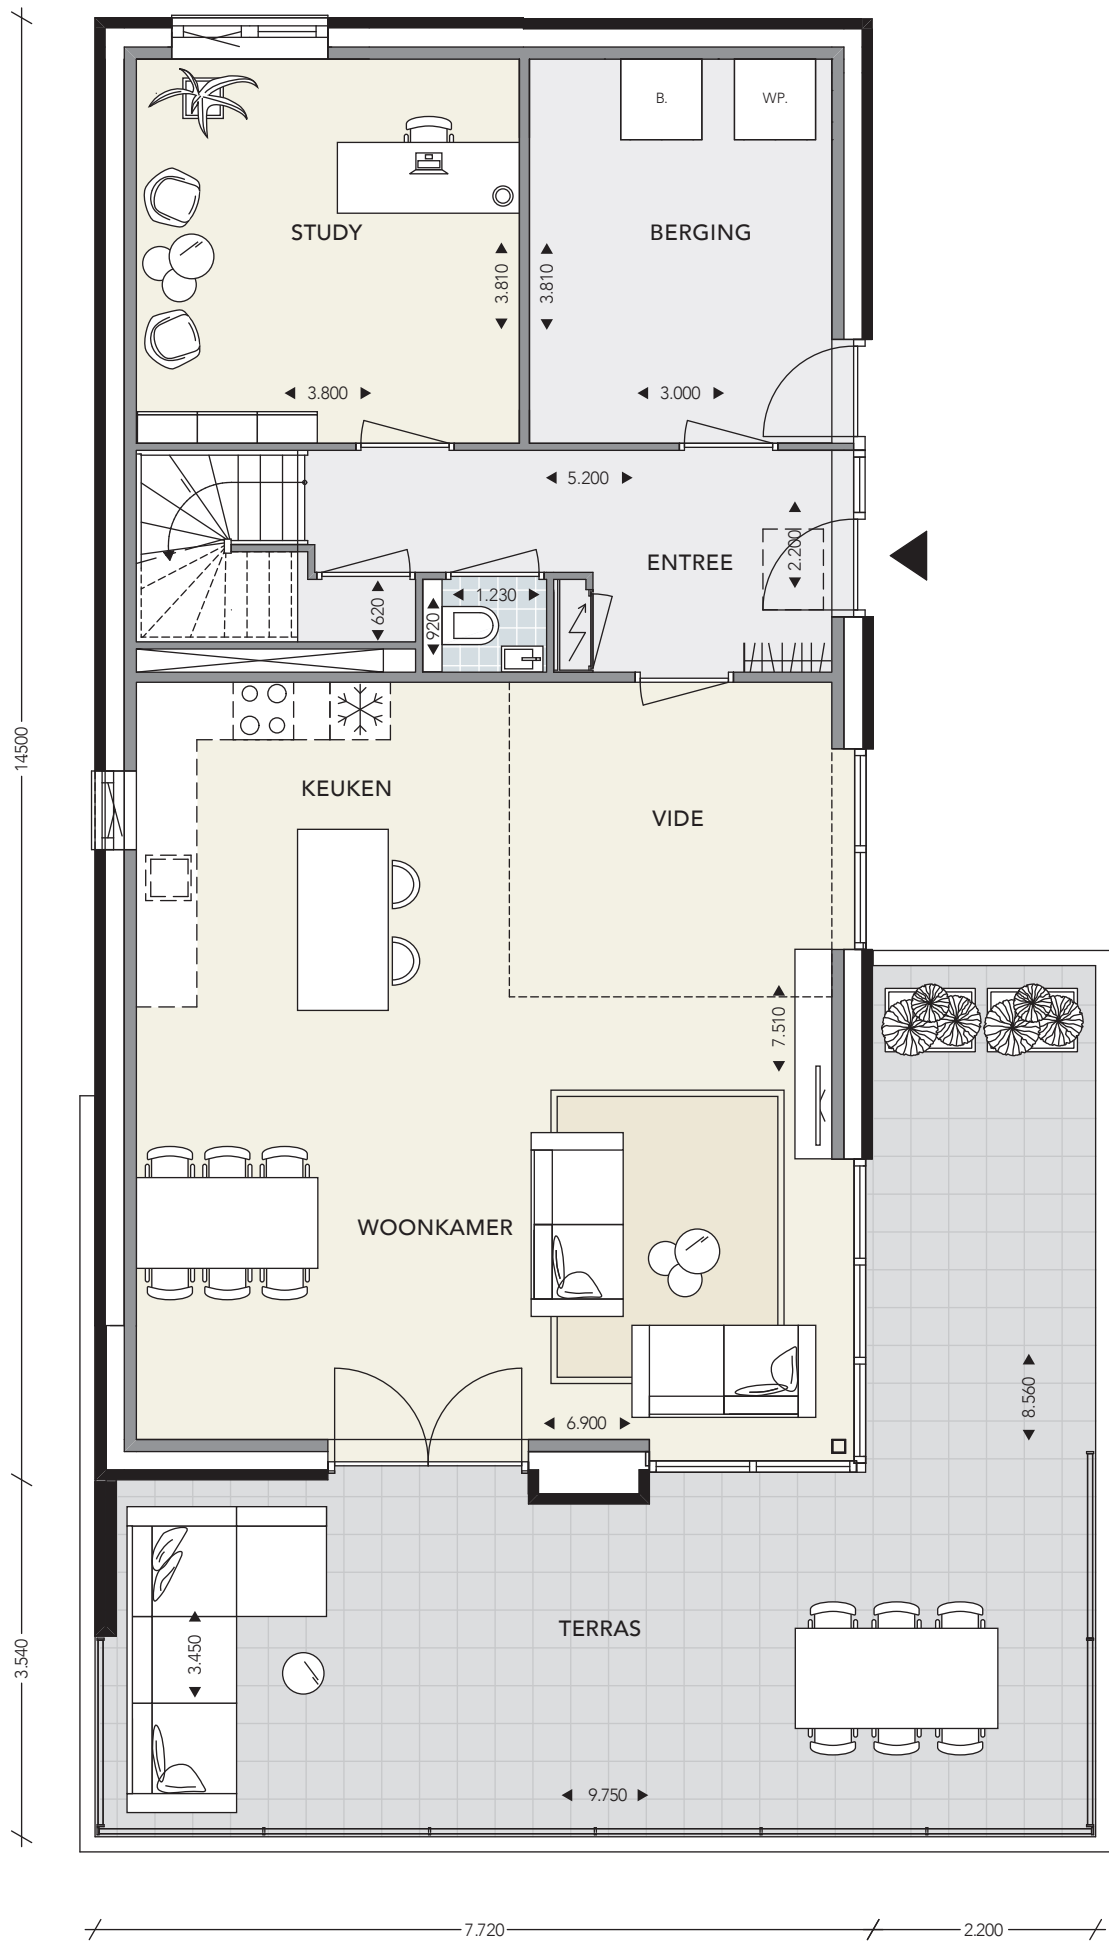 B.
WP.
STUDY
BERGING
3.810
3.810
3.800
3.000
5.200
ENTREE
2.200
620
920
1.230
14500
KEUKEN
VIDE
7.510
WOONKAMER
8.560
6.900
TERRAS
3.540
3.450
9.750
7.720
2.200